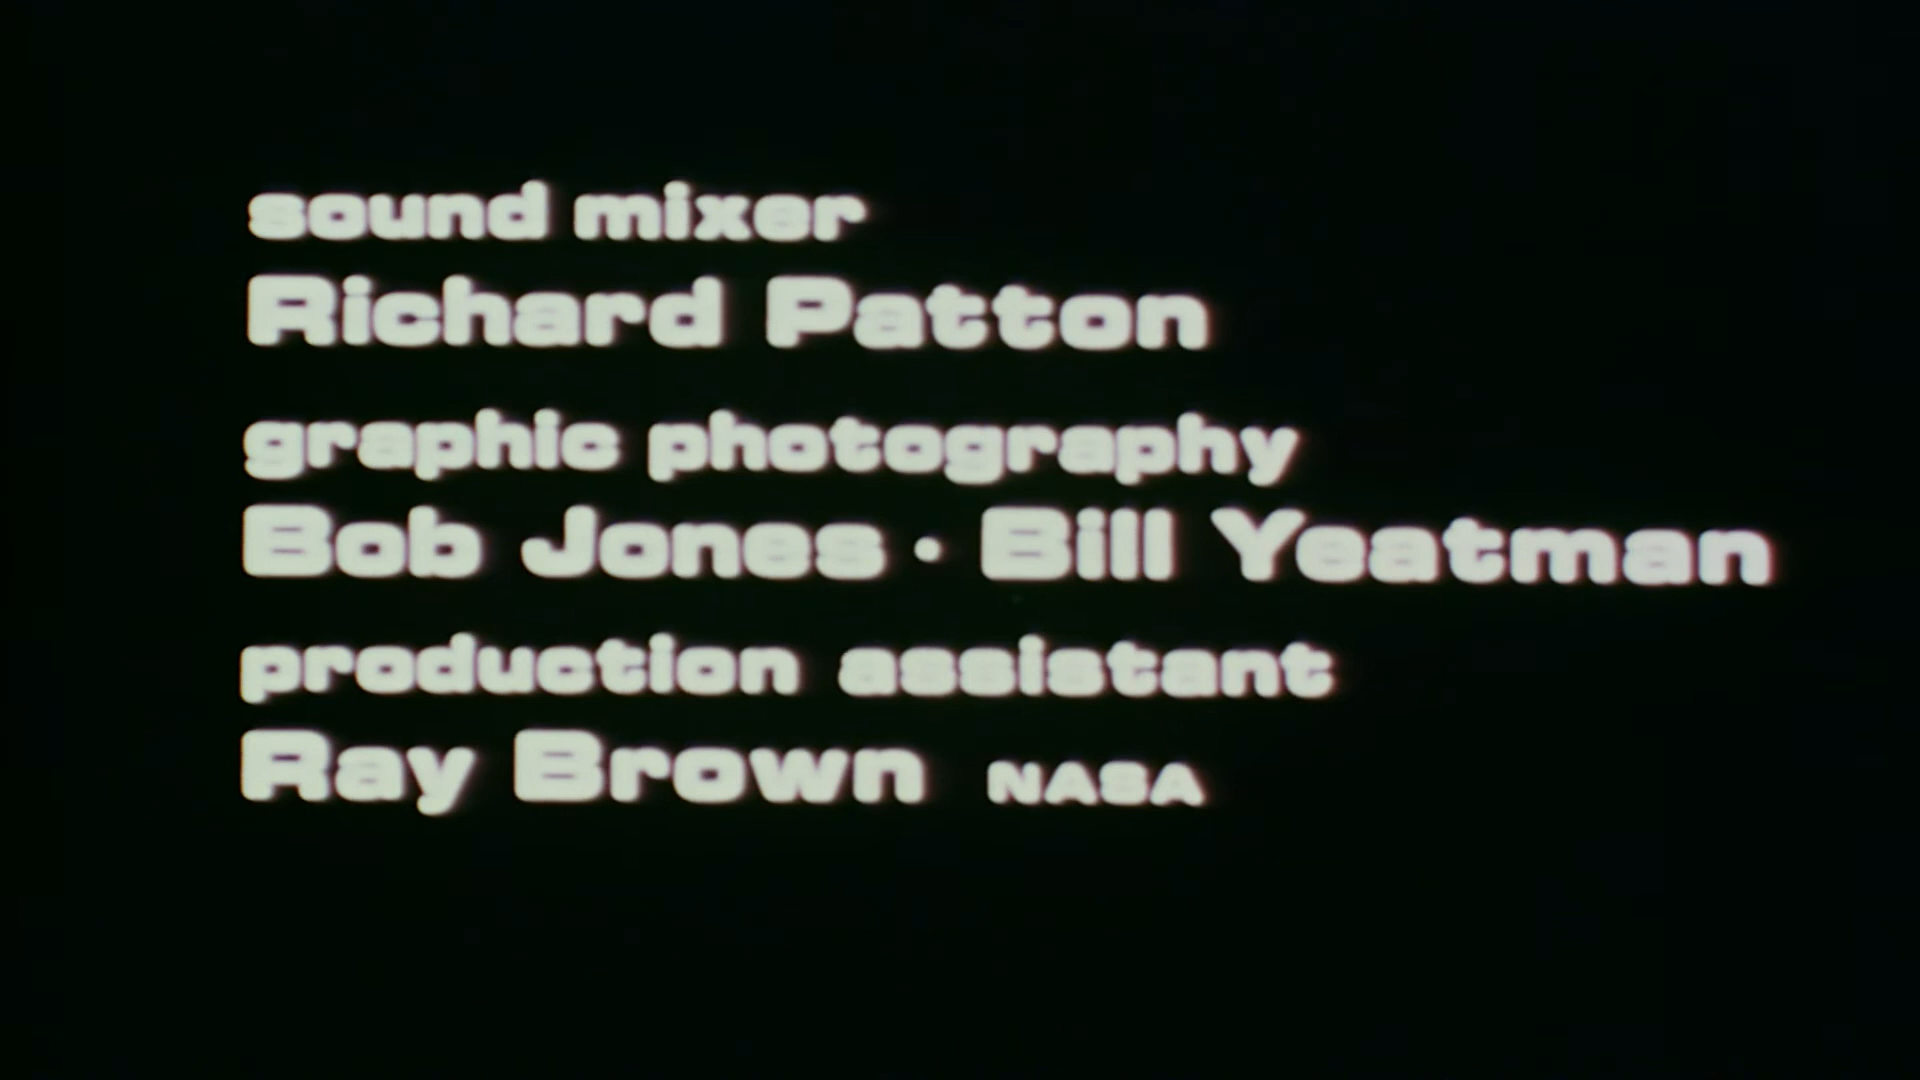 sound mixer
Richard Patton
graphic photography
Bob Jones · Bill Yeatman
production assistant
Ray Brown NASA